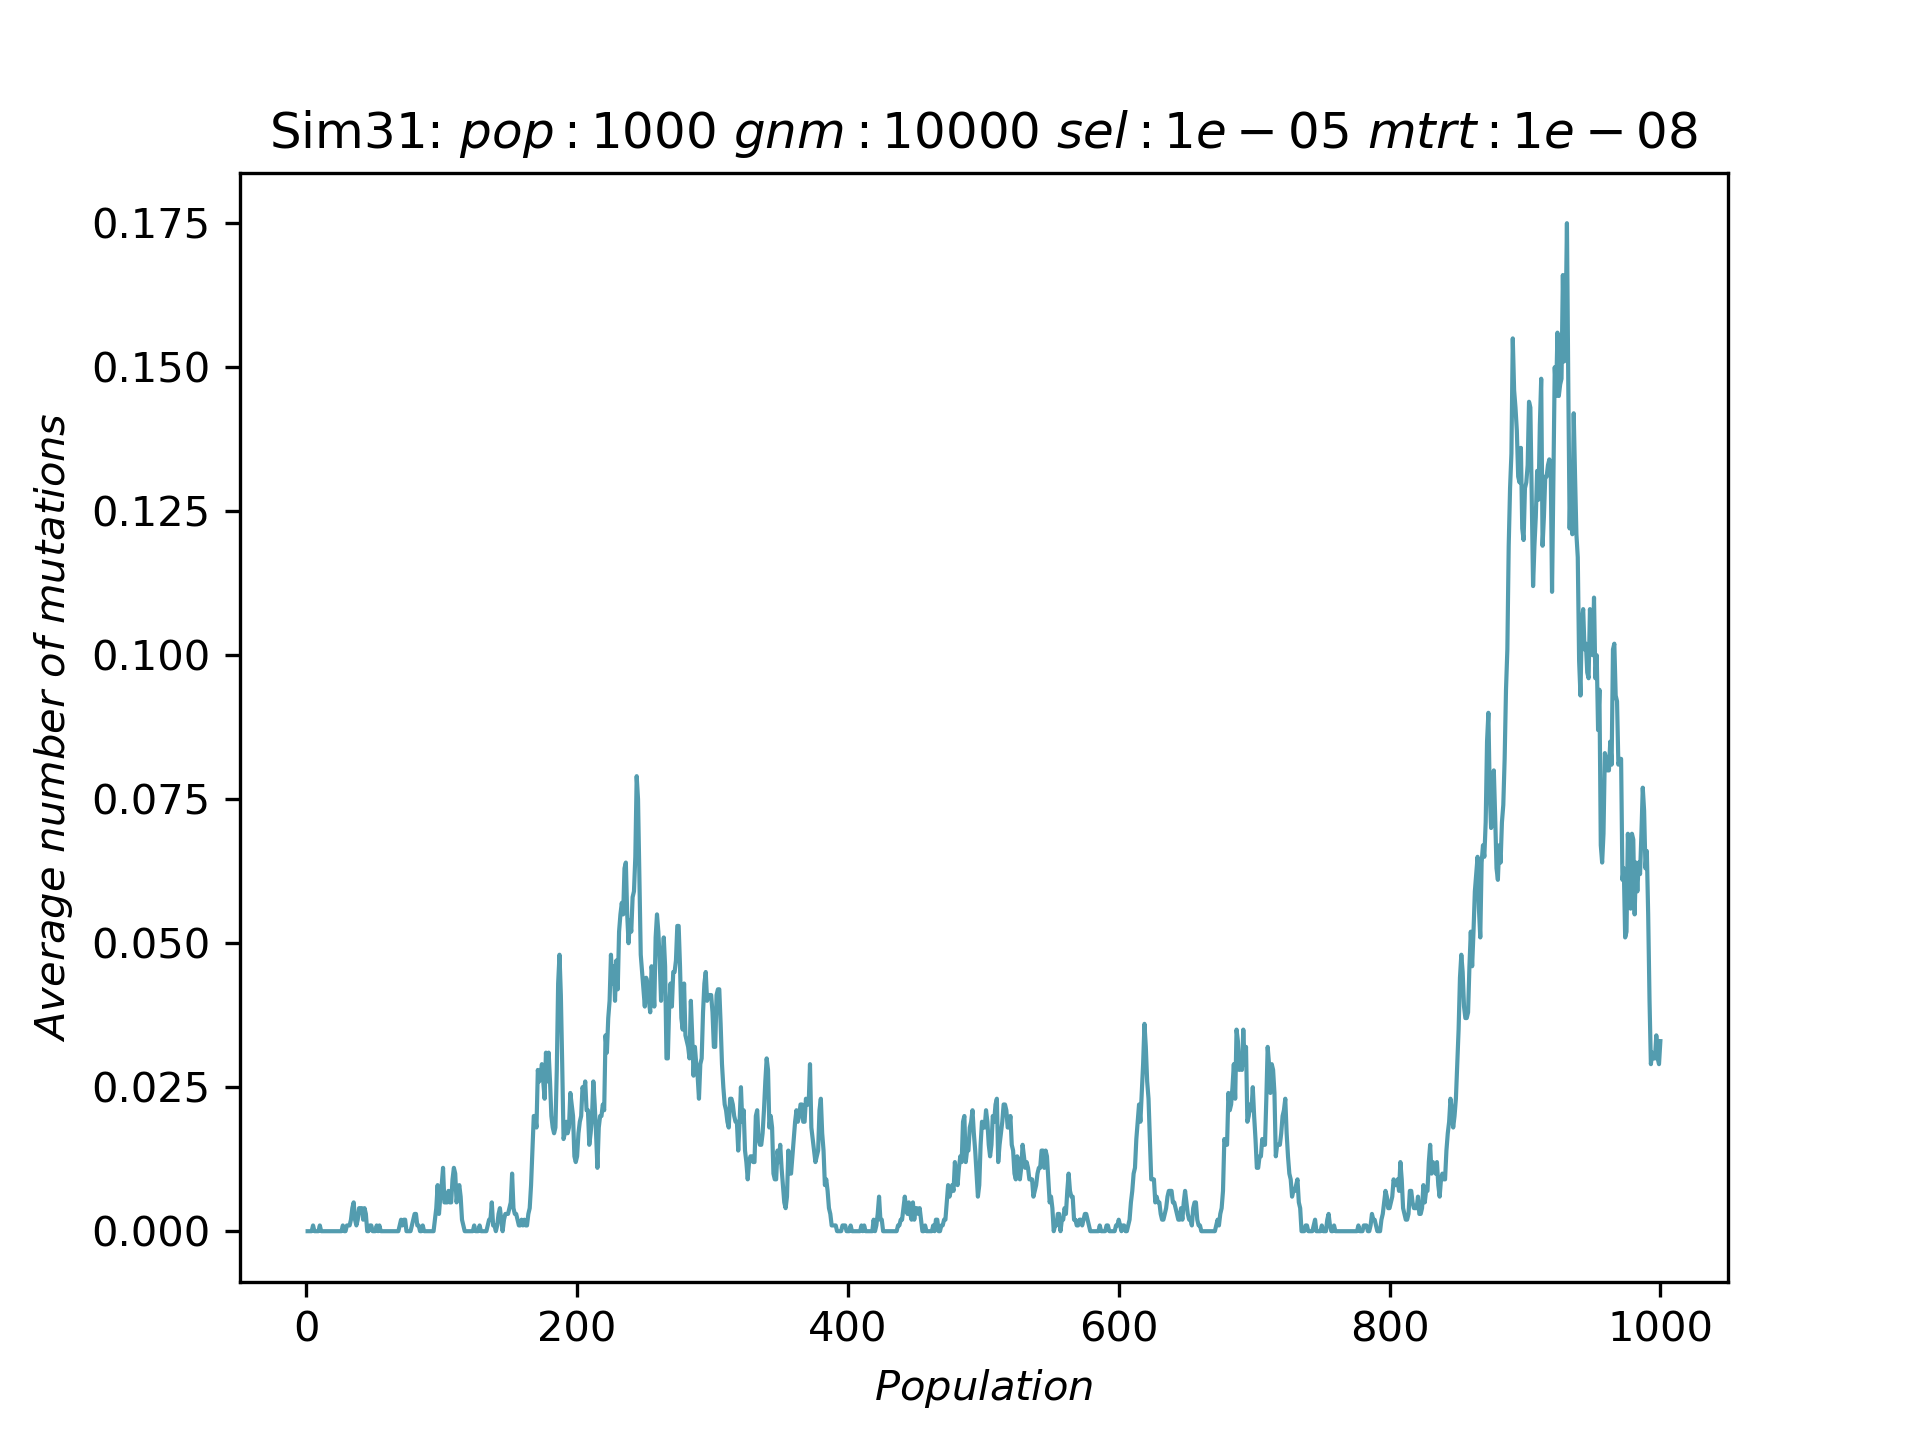 Sim31: pop : 1000 gnm : 10000 sel : 1e − 05 mtrt : 1e − 08
0.175
0.150
0.125
0.100
0.075
0.050
0.025
0.000
Average number of mutations
0 200 400 600 800 1000
Population